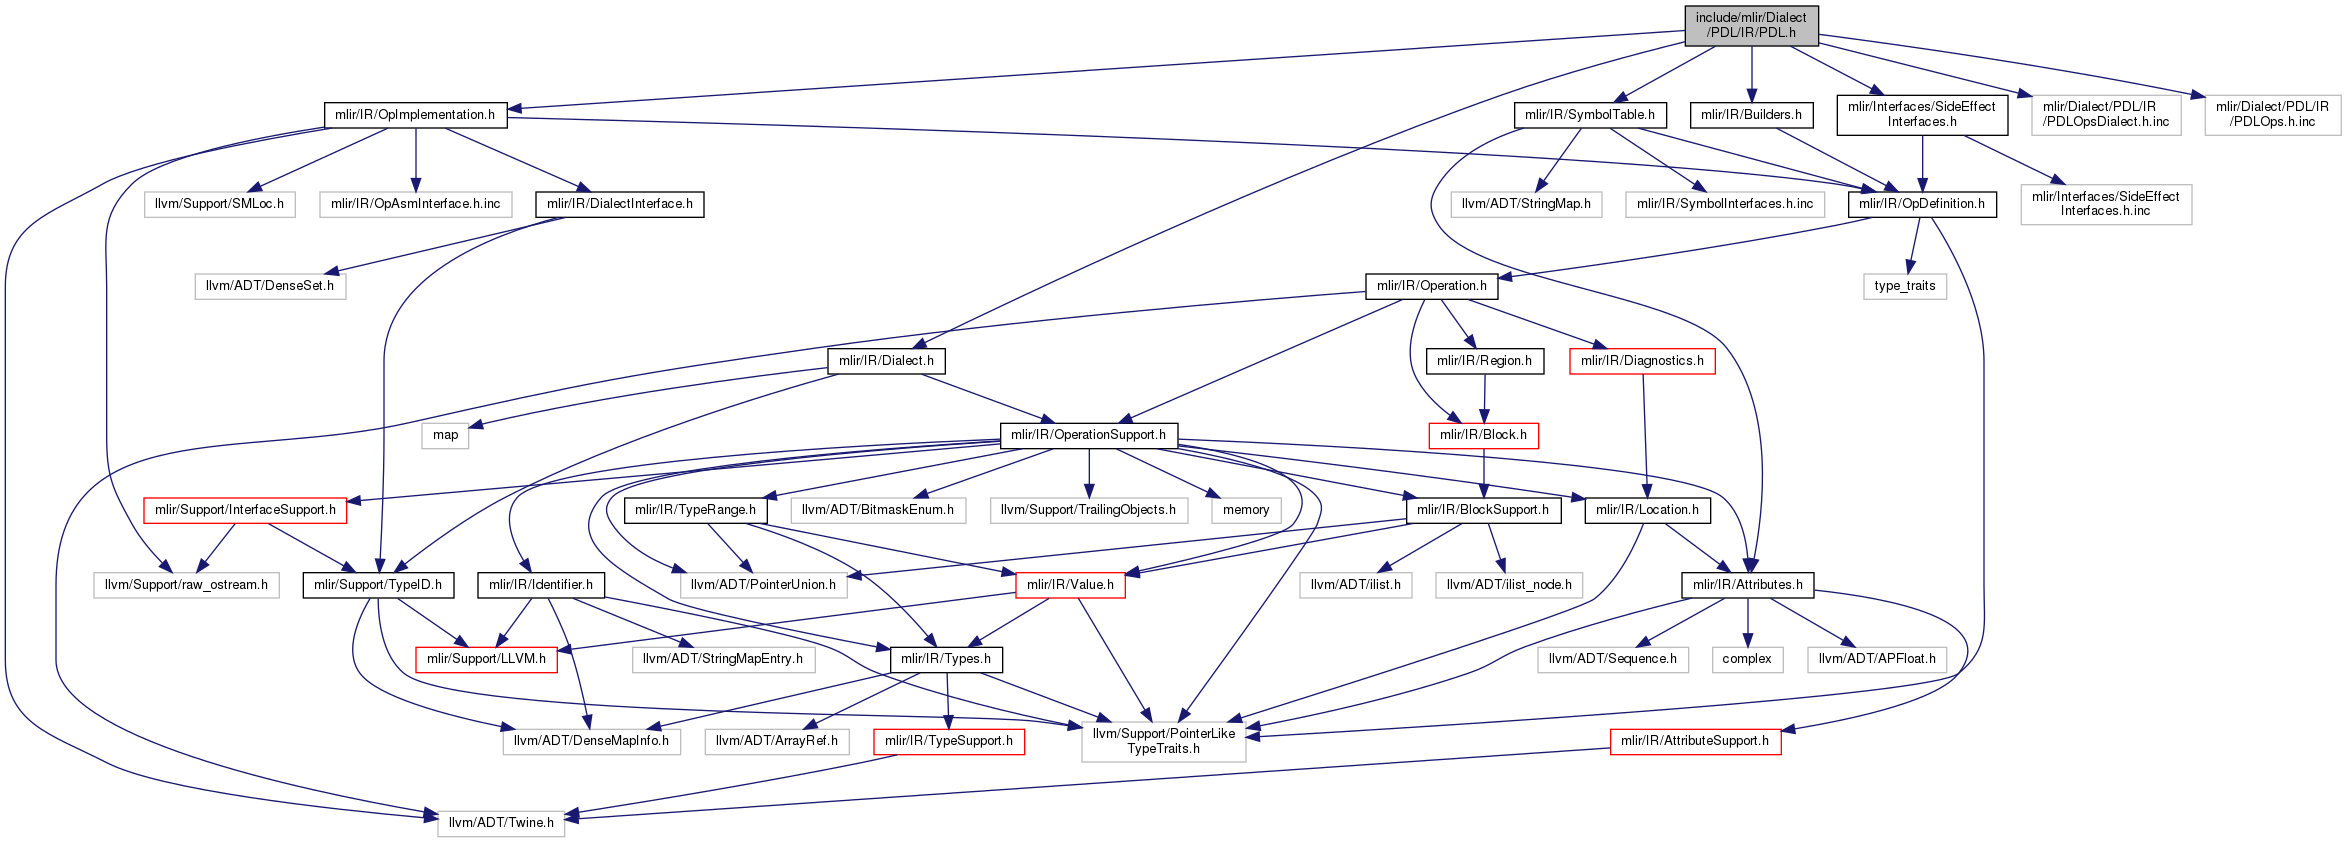 include/mlir/Dialect
/PDL/IR/PDL.h
mlir/IR/OpImplementation.h
mlir/IR/SymbolTable.h
mlir/IR/Builders.h
mlir/Interfaces/SideEffect
Interfaces.h
mlir/Dialect/PDL/IR
/PDLOpsDialect.h.inc
mlir/Dialect/PDL/IR
/PDLOps.h.inc
llvm/Support/SMLoc.h
mlir/IR/OpAsmInterface.h.inc
mlir/IR/DialectInterface.h
llvm/ADT/StringMap.h
mlir/IR/SymbolInterfaces.h.inc
mlir/IR/OpDefinition.h
mlir/Interfaces/SideEffect
Interfaces.h.inc
llvm/ADT/DenseSet.h
mlir/IR/Operation.h
type_traits
mlir/IR/Dialect.h
mlir/IR/Region.h
mlir/IR/Diagnostics.h
map
mlir/IR/OperationSupport.h
mlir/IR/Block.h
mlir/Support/InterfaceSupport.h
mlir/IR/TypeRange.h
llvm/ADT/BitmaskEnum.h
llvm/Support/TrailingObjects.h
memory
mlir/IR/BlockSupport.h
mlir/IR/Location.h
llvm/Support/raw_ostream.h
mlir/Support/TypeID.h
mlir/IR/Identifier.h
llvm/ADT/PointerUnion.h
mlir/IR/Value.h
llvm/ADT/ilist.h
llvm/ADT/ilist_node.h
mlir/IR/Attributes.h
mlir/Support/LLVM.h
llvm/ADT/StringMapEntry.h
mlir/IR/Types.h
llvm/ADT/Sequence.h
complex
llvm/ADT/APFloat.h
llvm/ADT/DenseMapInfo.h
llvm/ADT/ArrayRef.h
mlir/IR/TypeSupport.h
llvm/Support/PointerLike
TypeTraits.h
mlir/IR/AttributeSupport.h
llvm/ADT/Twine.h